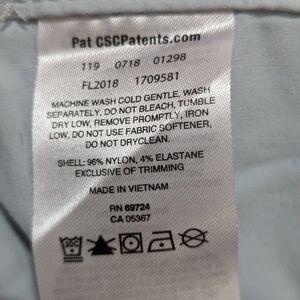 Pat CSCPatents.com
119 0718 01298
FL2018 1709581
MACHINE WASH COLD GENTLE, WASH
SEPARATELY, DO NOT BLEACH, TUMBLE
DRY LOW, REMOVE PROMPTLY, IRON
LOW, DO NOT USE FABRIC SOFTENER,
DO NOT DRYCLEAN.
SHELL: 96% NYLON, 4% ELASTANE
EXCLUSIVE OF TRIMMING
MADE IN VIETNAM
RN 69724
CA 05367